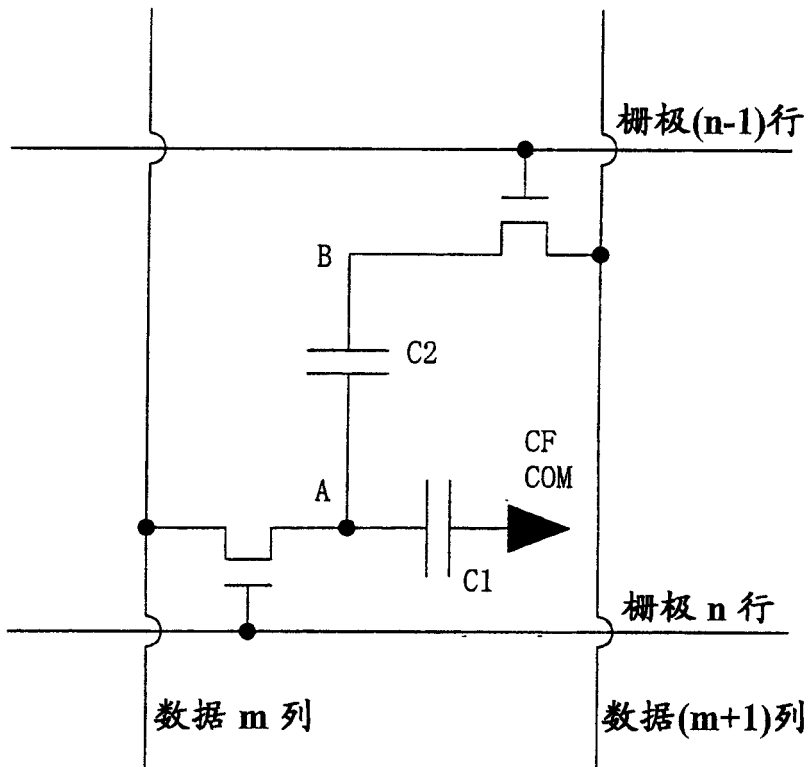 栅极(n-1)行
B
C2
CF
COM
A
C1
栅极 n 行
数据 m 列
数据(m+1)列